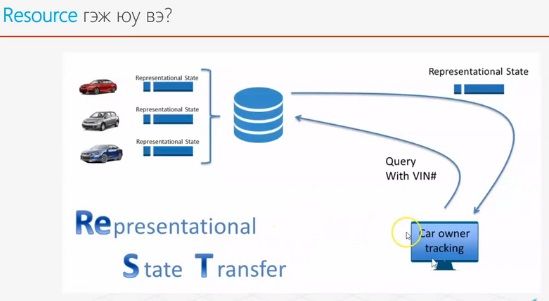 Resource гэж юу вэ?
Representational State
Representational State
Representational State
Representational State
Query
With VIN#
Representational
State Transfer
Car owner
tracking